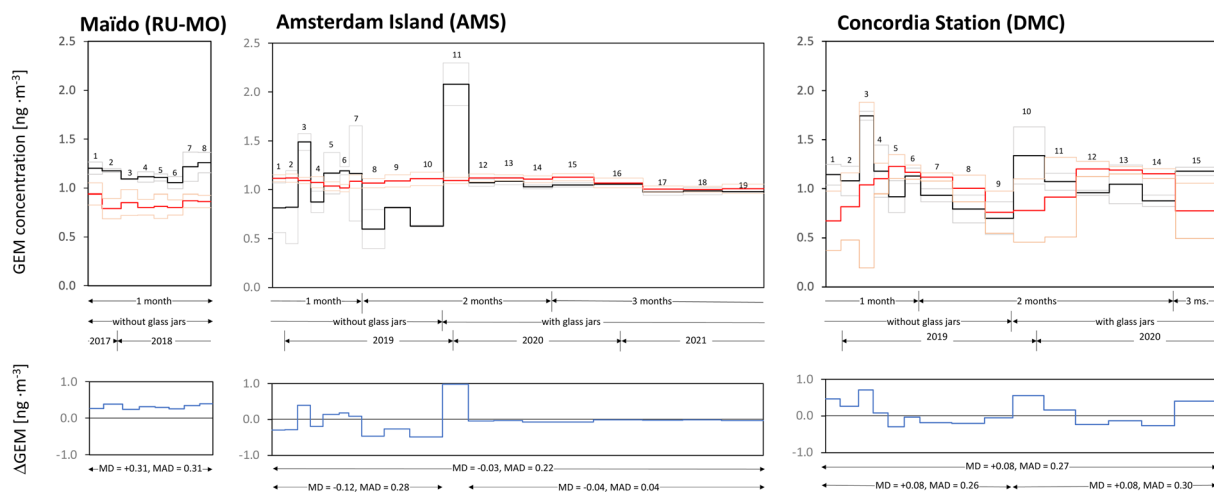 Maïdo (RU-MO)
Amsterdam Island (AMS)
Concordia Station (DMC)
GEM concentration [ng ·m-3]
2.5
2.0
1.5
1.0
0.5
0.0
1 2 3 4 5 6 7 8
1 month
without glass jars
2017 2018
2.5
2.0
1.5
1.0
0.5
0.0
1 2 3 4 5 6 7 8 9 10 11 12 13 14 15 16 17 18 19
1 month 2 months 3 months
without glass jars with glass jars
2019 2020 2021
2.5
2.0
1.5
1.0
0.5
0.0
1 2 3 4 5 6 7 8 9 10 11 12 13 14 15
1 month 2 months 3 ms.
without glass jars with glass jars
2019 2020
ΔGEM [ng ·m-3]
1.0
0.0
-1.0
MD = +0.31, MAD = 0.31
1.0
0.0
-1.0
MD = -0.03, MAD = 0.22
MD = -0.12, MAD = 0.28 MD = -0.04, MAD = 0.04
1.0
0.0
-1.0
MD = +0.08, MAD = 0.27
MD = +0.08, MAD = 0.26 MD = +0.08, MAD = 0.30